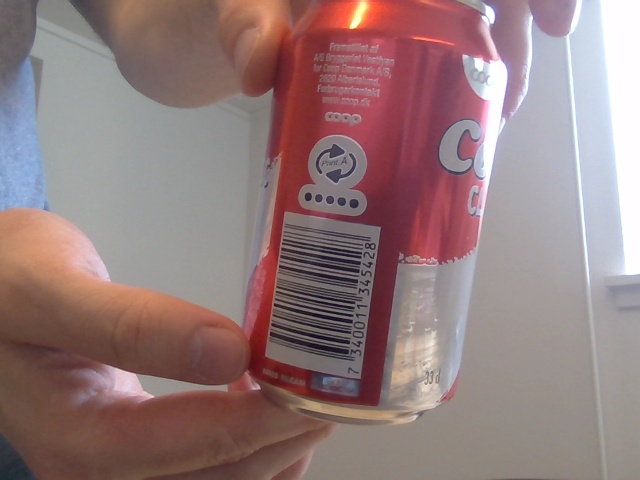 Fremstillet af
A/S Bryggeriet Vestfyen
for Coop Danmark A/S,
2620 Albertslund.
Forbrugerkontakt
www.coop.dk
coop
Pant A
7 340011 345428
33 cl